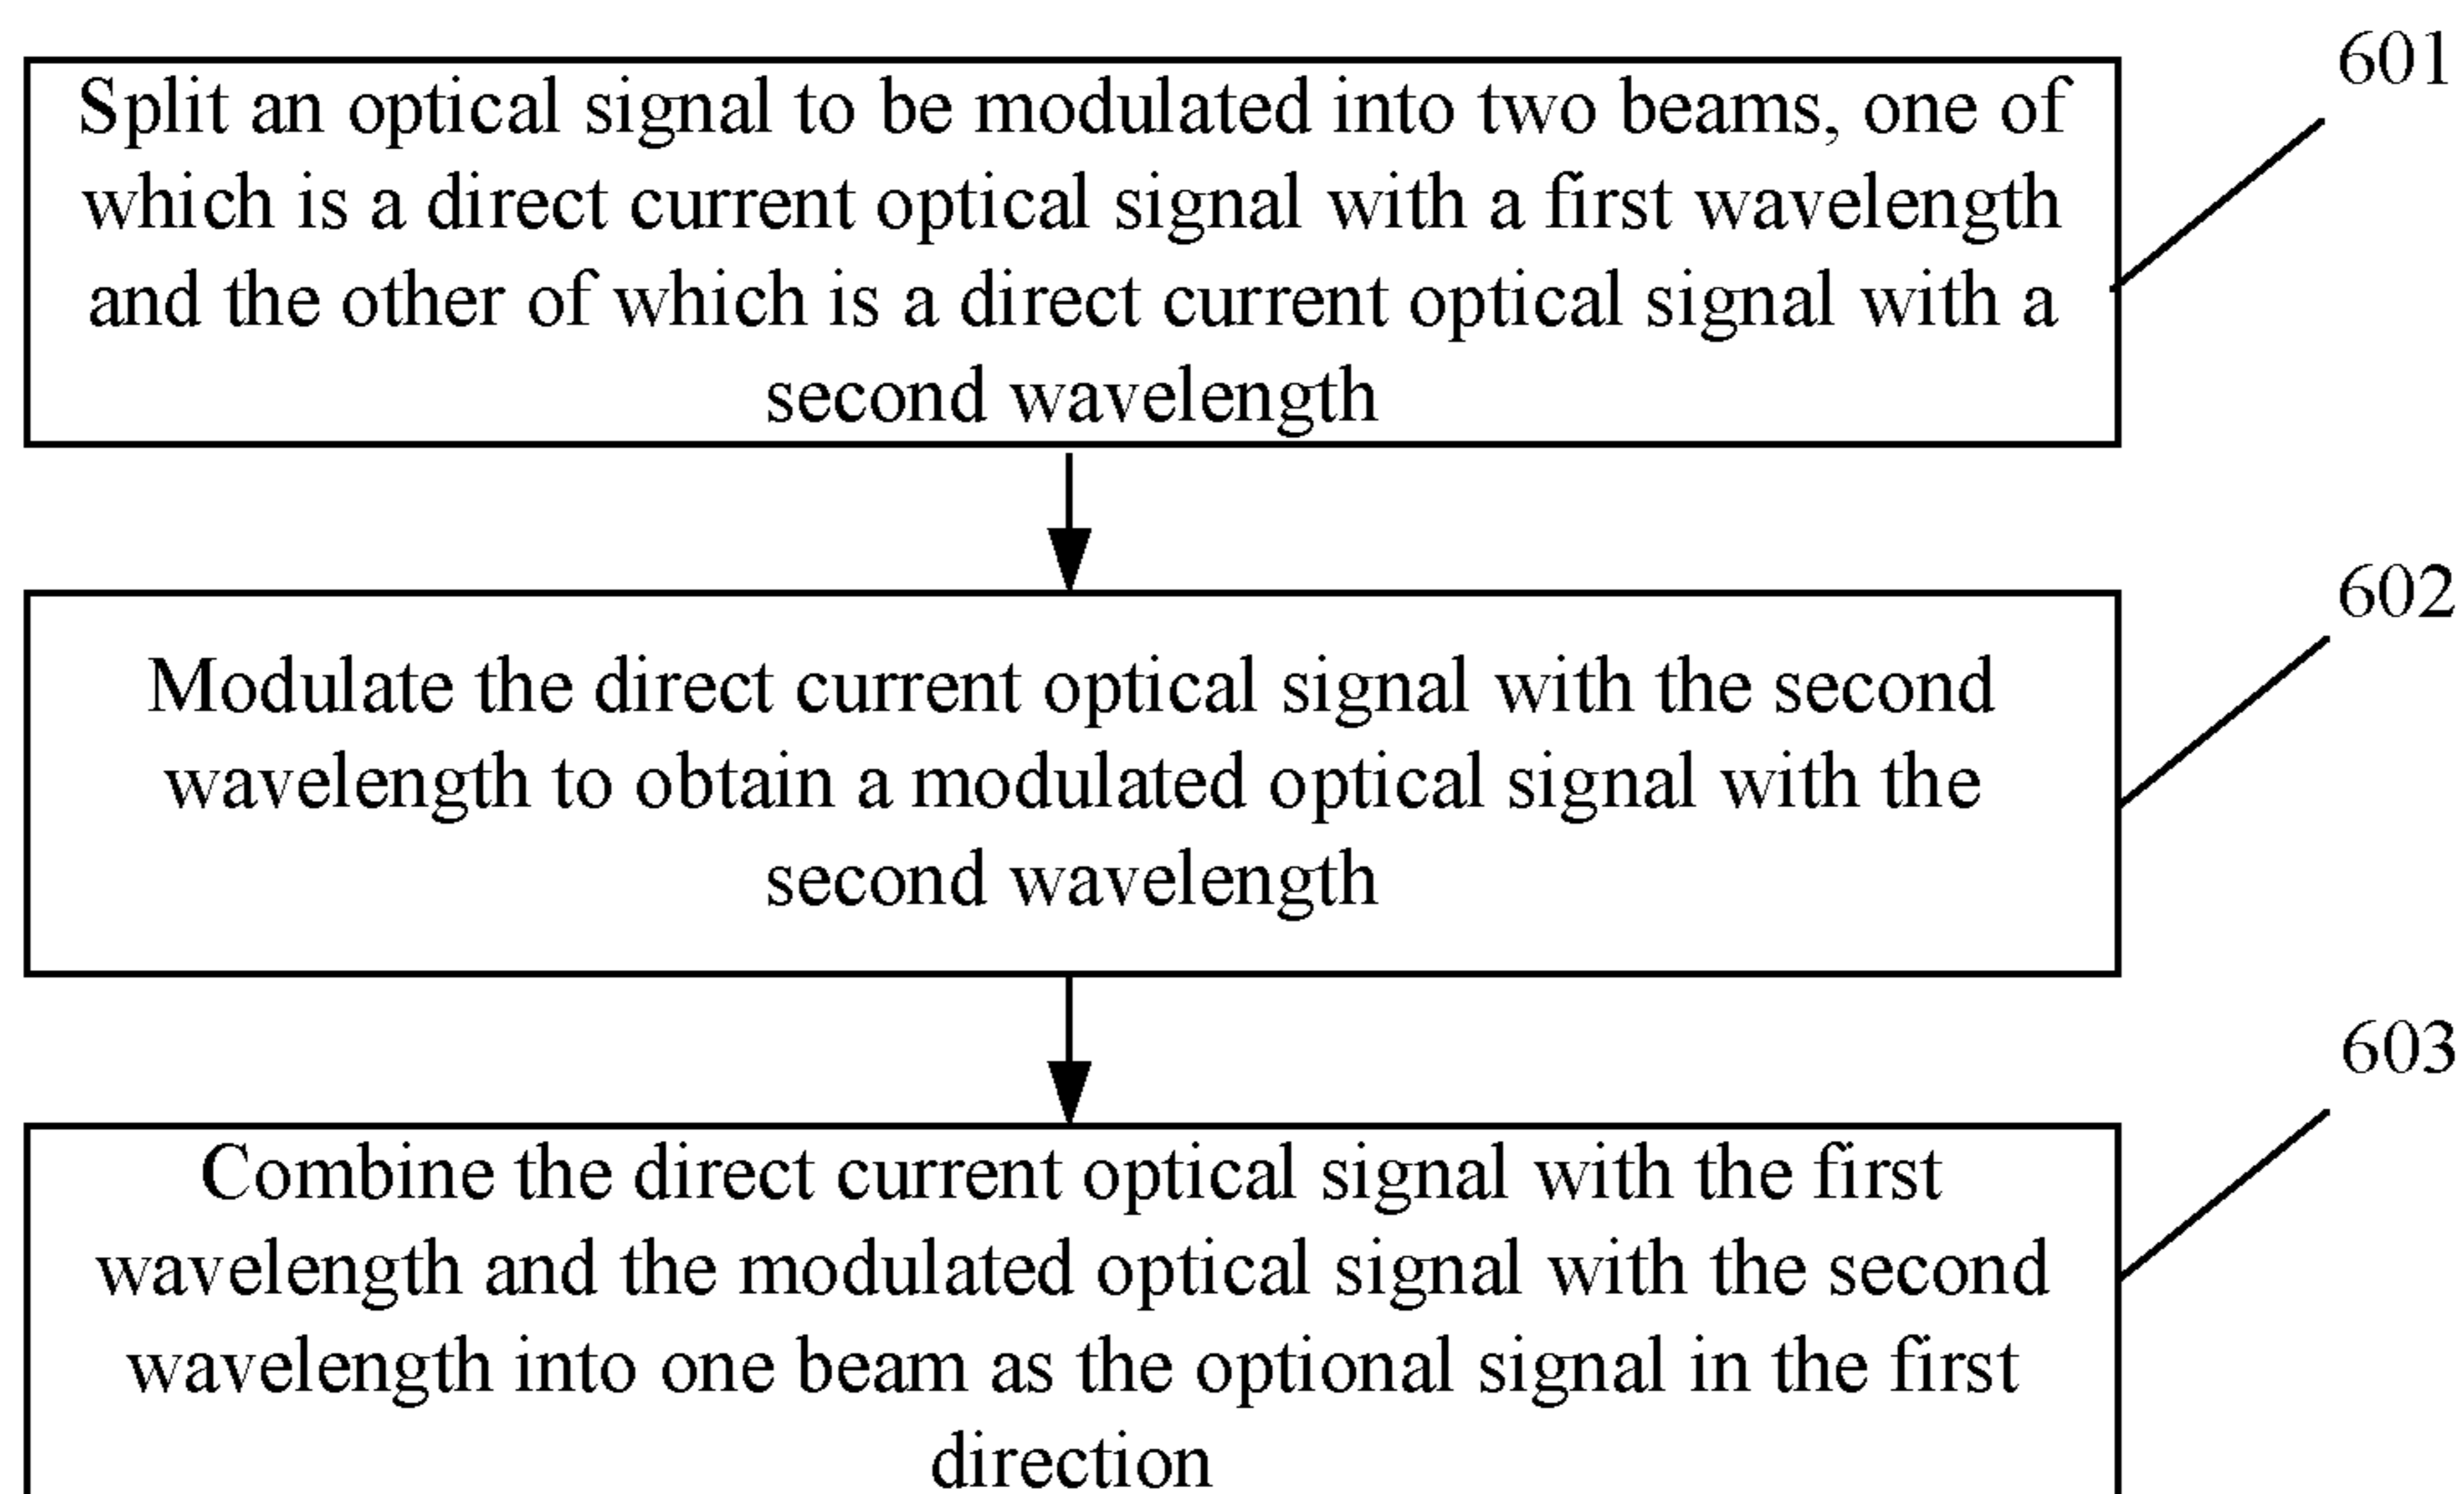 601
Split an optical signal to be modulated into two beams, one of
which is a direct current optical signal with a first wavelength
and the other of which is a direct current optical signal with a
second wavelength
602
Modulate the direct current optical signal with the second
wavelength to obtain a modulated optical signal with the
second wavelength
603
Combine the direct current optical signal with the first
wavelength and the modulated optical signal with the second
wavelength into one beam as the optional signal in the first
direction